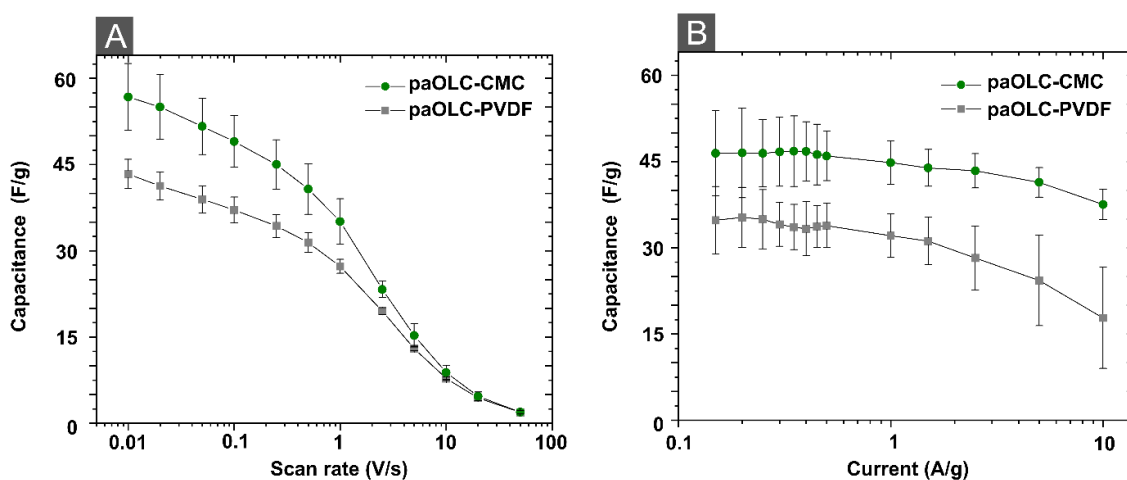 A
60
45
30
15
0
Capacitance (F/g)
paOLC-CMC
paOLC-PVDF
0.01 0.1 1 10 100
Scan rate (V/s)
B
60
45
30
15
0
Capacitance (F/g)
paOLC-CMC
paOLC-PVDF
0.1 1 10
Current (A/g)